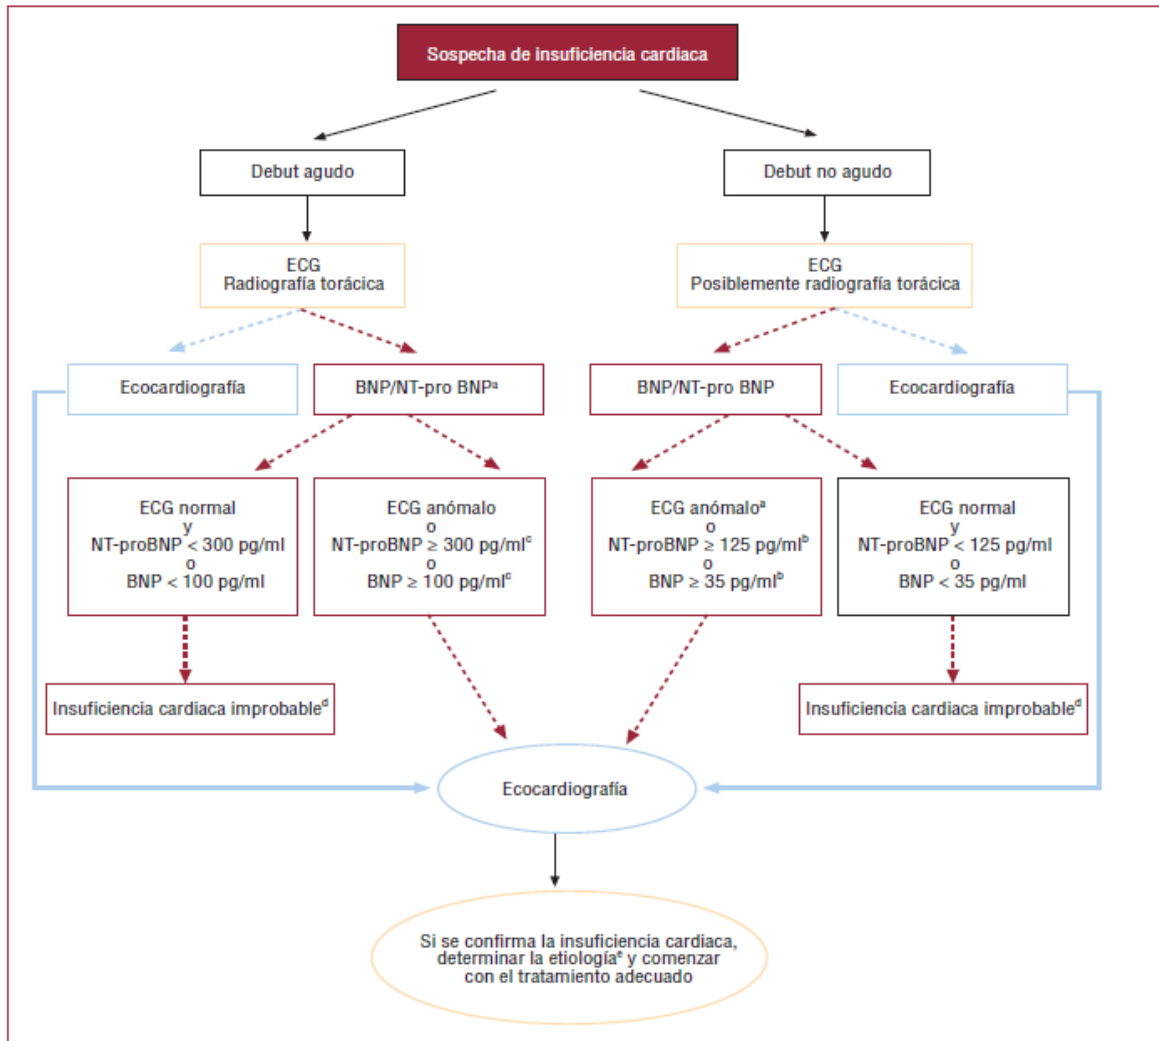 Sospecha de insuficiencia cardiaca
Debut agudo
Debut no agudo
ECG
Radiografía torácica
ECG
Posiblemente radiografía torácica
Ecocardiografía
BNP/NT-pro BNPᵃ
BNP/NT-pro BNP
Ecocardiografía
ECG normal
y
NT-proBNP < 300 pg/ml
o
BNP < 100 pg/ml
ECG anómalo
o
NT-proBNP ≥ 300 pg/mlᶜ
o
BNP ≥ 100 pg/mlᶜ
ECG anómaloᵃ
o
NT-proBNP ≥ 125 pg/mlᵇ
o
BNP ≥ 35 pg/mlᵇ
ECG normal
y
NT-proBNP < 125 pg/ml
o
BNP < 35 pg/ml
Insuficiencia cardiaca improbableᵈ
Insuficiencia cardiaca improbableᵈ
Ecocardiografía
Si se confirma la insuficiencia cardiaca,
determinar la etiologíaᵉ y comenzar
con el tratamiento adecuado